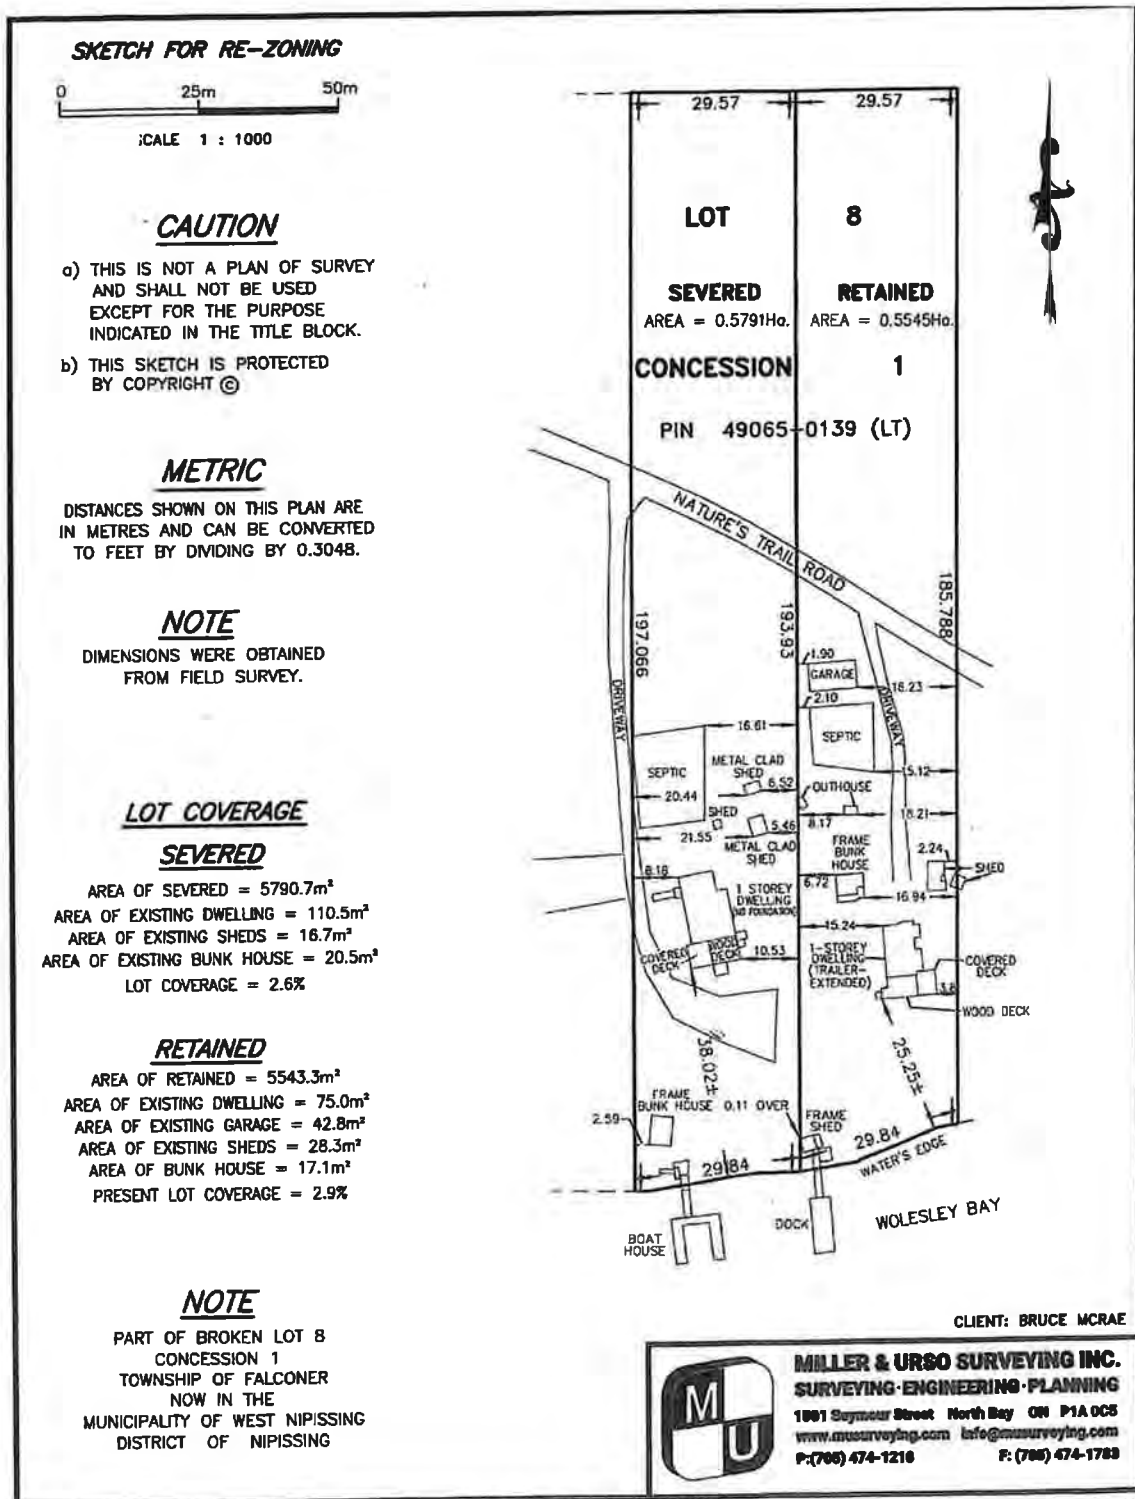 SKETCH FOR RE-ZONING
0 25m 50m
SCALE 1 : 1000
CAUTION
a) THIS IS NOT A PLAN OF SURVEY
AND SHALL NOT BE USED
EXCEPT FOR THE PURPOSE
INDICATED IN THE TITLE BLOCK.
b) THIS SKETCH IS PROTECTED
BY COPYRIGHT ©
METRIC
DISTANCES SHOWN ON THIS PLAN ARE
IN METRES AND CAN BE CONVERTED
TO FEET BY DIVIDING BY 0.3048.
NOTE
DIMENSIONS WERE OBTAINED
FROM FIELD SURVEY.
LOT COVERAGE
SEVERED
AREA OF SEVERED = 5790.7m²
AREA OF EXISTING DWELLING = 110.5m²
AREA OF EXISTING SHEDS = 16.7m²
AREA OF EXISTING BUNK HOUSE = 20.5m²
LOT COVERAGE = 2.6%
RETAINED
AREA OF RETAINED = 5543.3m²
AREA OF EXISTING DWELLING = 75.0m²
AREA OF EXISTING GARAGE = 42.8m²
AREA OF EXISTING SHEDS = 28.3m²
AREA OF BUNK HOUSE = 17.1m²
PRESENT LOT COVERAGE = 2.9%
NOTE
PART OF BROKEN LOT 8
CONCESSION 1
TOWNSHIP OF FALCONER
NOW IN THE
MUNICIPALITY OF WEST NIPISSING
DISTRICT OF NIPISSING
29.57 29.57
LOT 8
SEVERED RETAINED
AREA = 0.5791Ha. AREA = 0.5545Ha.
CONCESSION 1
PIN 49065-0139 (LT)
NATURE'S TRAIL ROAD
197.066
193.93
185.788
1.90
GARAGE
16.23
2.10
DRIVEWAY
DRIVEWAY
16.61
SEPTIC
METAL CLAD
SHED
6.52
SEPTIC
15.12
20.44
OUTHOUSE
SHED
8.17
18.21
21.55
5.46
METAL CLAD
SHED
FRAME
BUNK
HOUSE
2.24
SHED
8.18
6.72
16.94
1 STOREY
DWELLING
(NO FOUNDATION)
15.24
COVERED
DECK
WOOD
DECK
10.53
1-STOREY
DWELLING
(TRAILER-
EXTENDED)
COVERED
DECK
3.8
WOOD DECK
38.02±
25.25±
FRAME
BUNK HOUSE 0.11 OVER
2.59
FRAME
SHED
29.84
29.84
WATER'S EDGE
DOCK
WOLESLEY BAY
BOAT
HOUSE
CLIENT: BRUCE MCRAE
M
U
MILLER & URSO SURVEYING INC.
SURVEYING·ENGINEERING·PLANNING
1501 Seymour Street North Bay ON P1A 0C5
www.musurveying.com info@musurveying.com
P:(705) 474-1216 F: (705) 474-1783